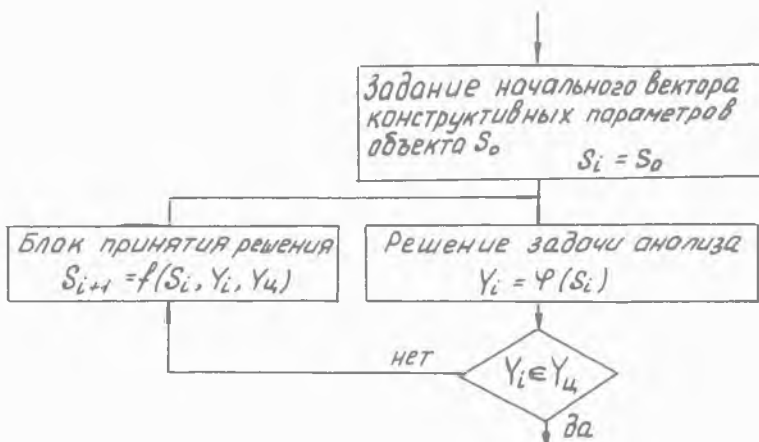 Задание начального вектора
конструктивных параметров
объекта S₀
Sᵢ = S₀
Блок принятия решения
Sᵢ₊₁ = f(Sᵢ, Yᵢ, Yц)
Решение задачи анализа
Yᵢ = φ(Sᵢ)
нет
Yᵢ ∈ Yц
да